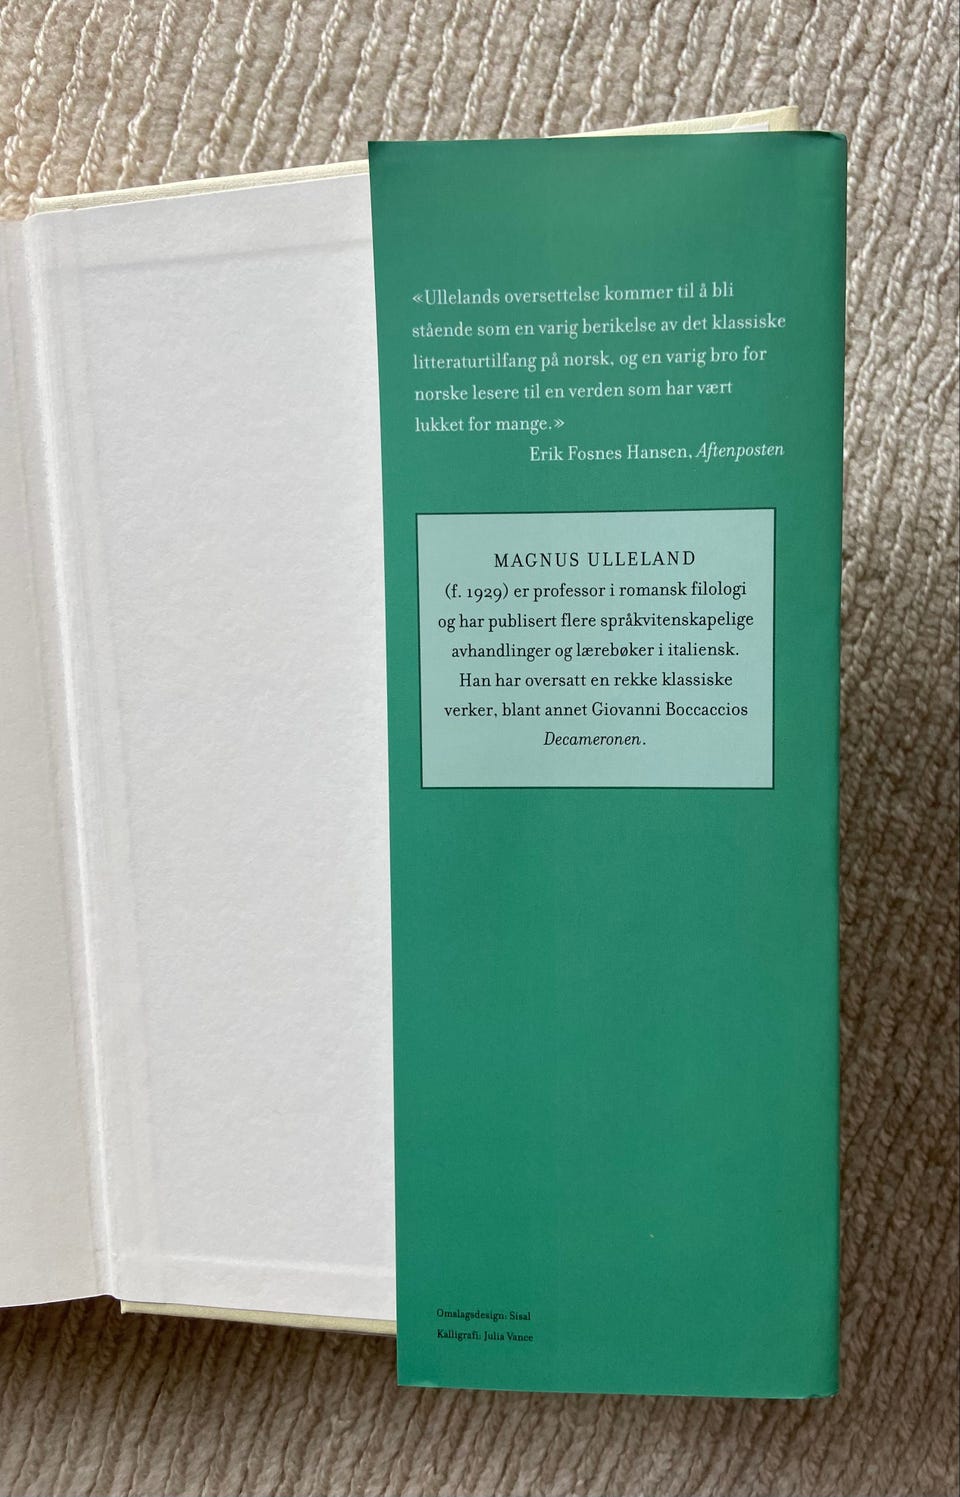 «Ullelands oversettelse kommer til å bli
stående som en varig berikelse av det klassiske
litteraturtilfang på norsk, og en varig bro for
norske lesere til en verden som har vært
lukket for mange.»
Erik Fosnes Hansen, Aftenposten
MAGNUS ULLELAND
(f. 1929) er professor i romansk filologi
og har publisert flere språkvitenskapelige
avhandlinger og lærebøker i italiensk.
Han har oversatt en rekke klassiske
verker, blant annet Giovanni Boccaccios
Decameronen.
Omslagsdesign: Sisal
Kalligrafi: Julia Vance